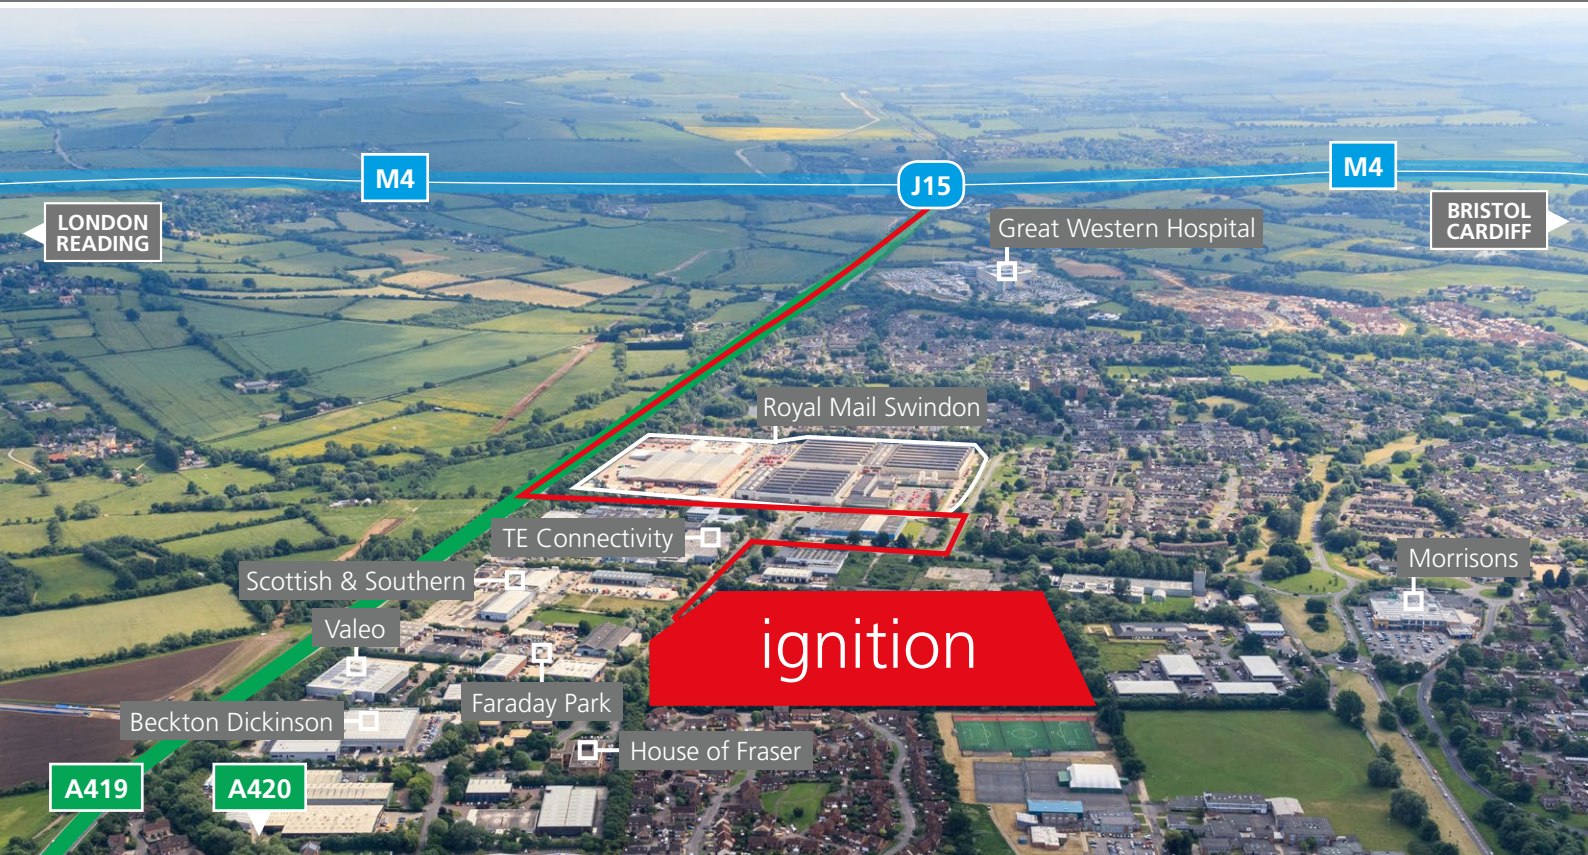 M4
J15
M4
LONDON
READING
BRISTOL
CARDIFF
Great Western Hospital
Royal Mail Swindon
TE Connectivity
Scottish & Southern
Morrisons
Valeo
ignition
Faraday Park
Beckton Dickinson
House of Fraser
A419
A420